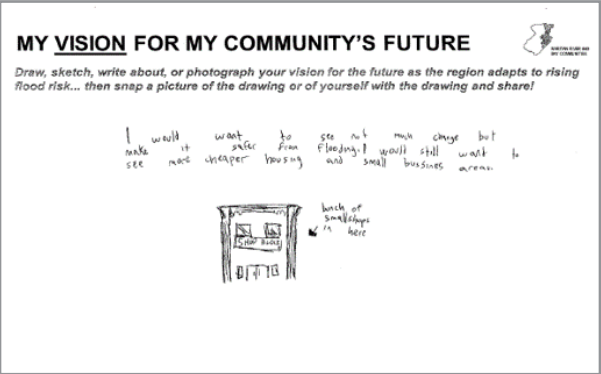 MY VISION FOR MY COMMUNITY'S FUTURE
Draw, sketch, write about, or photograph your vision for the future as the region adapts to rising
flood risk... then snap a picture of the drawing or of yourself with the drawing and share!
I would want to see not much change but
make it safer from flooding. I would still want to
see more cheaper housing and small bussines areas.
bunch of
small shops
in here
SHOP